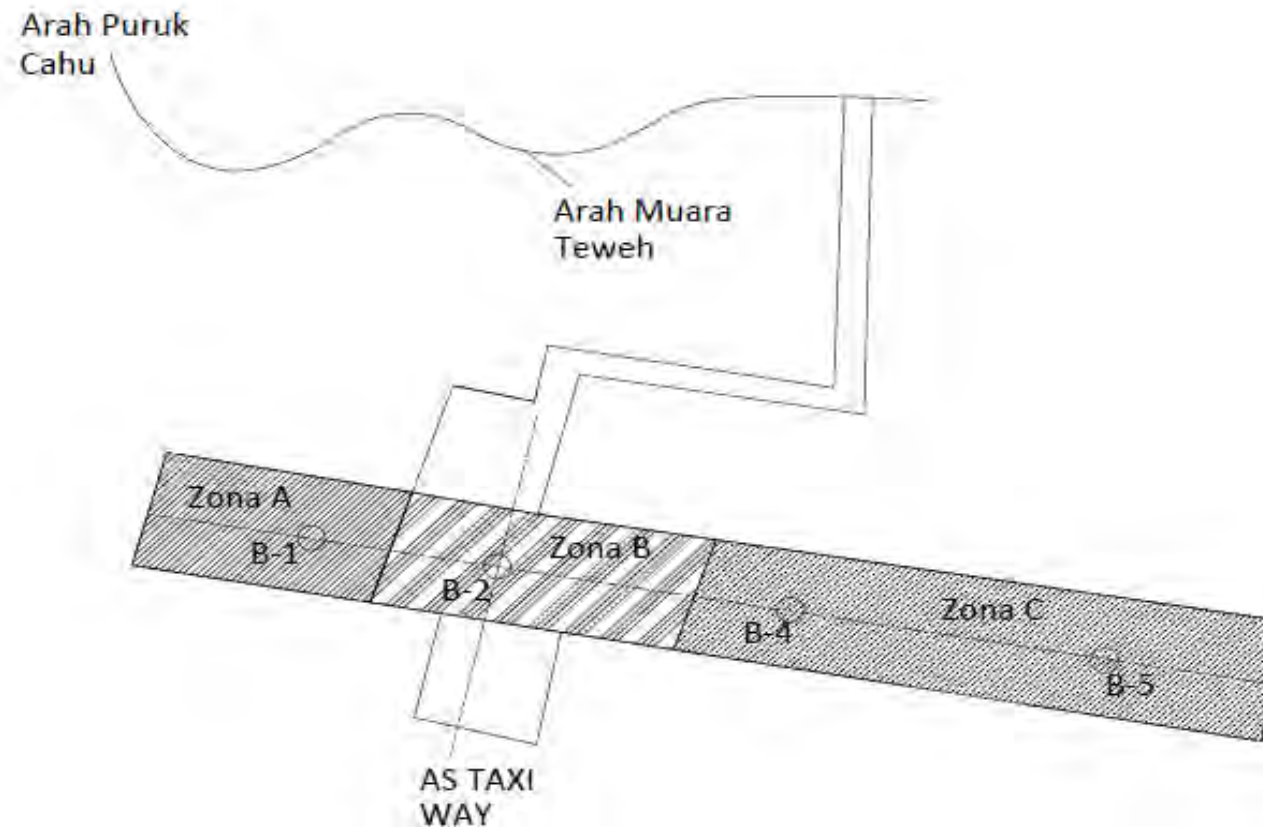 Arah Puruk
Cahu
Arah Muara
Teweh
Zona A
B-1
Zona B
B-2
Zona C
B-4
B-5
AS TAXI
WAY